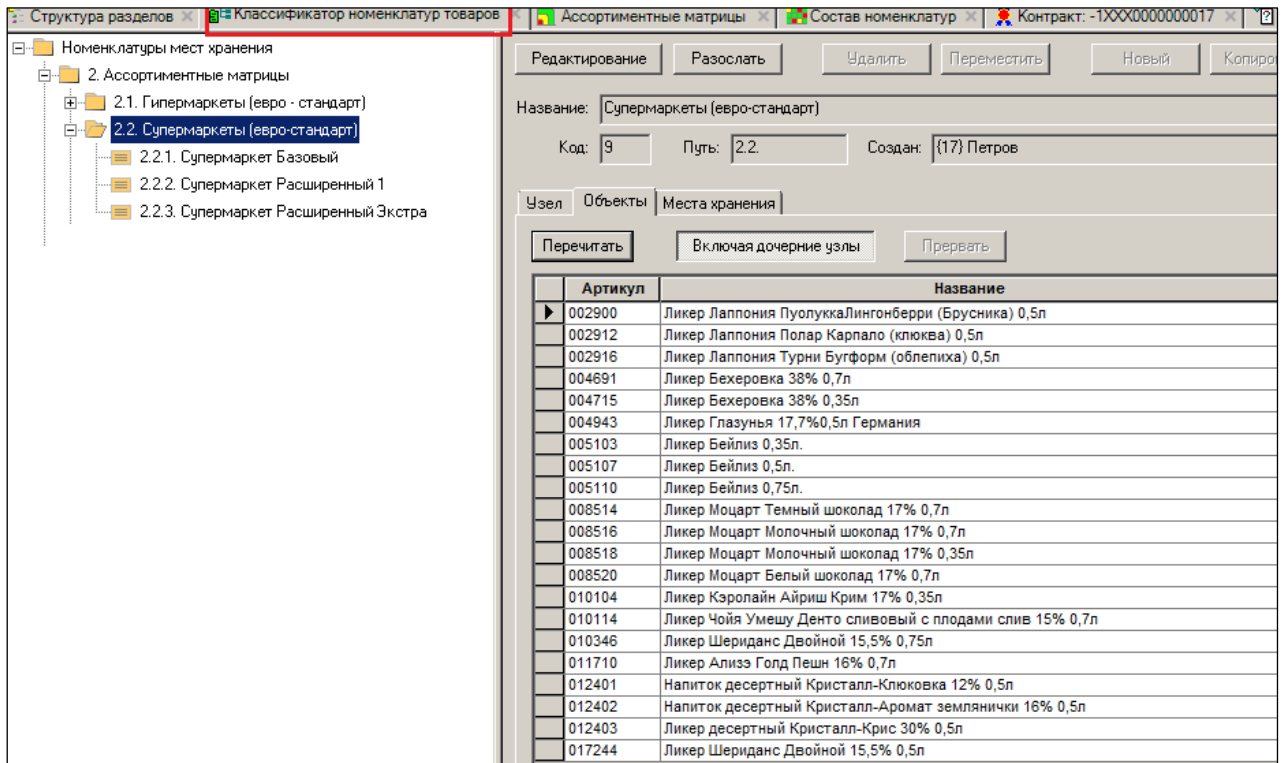 Структура разделов
Классификатор номенклатур товаров
Ассортиментные матрицы
Состав номенклатур
Контракт: -1XXX0000000017
Номенклатуры мест хранения
2. Ассортиментные матрицы
2.1. Гипермаркеты (евро - стандарт)
2.2. Супермаркеты (евро-стандарт)
2.2.1. Супермаркет Базовый
2.2.2. Супермаркет Расширенный 1
2.2.3. Супермаркет Расширенный Экстра
Редактирование Разослать Удалить Переместить Новый
Название: Супермаркеты (евро-стандарт)
Код: 9 Путь: 2.2. Создан: {17} Петров
Узел Объекты Места хранения
Перечитать Включая дочерние узлы Прервать
Артикул Название
002900 Ликер Лаппония ПуолуккаЛингонберри (Брусника) 0,5л
002912 Ликер Лаппония Полар Карпало (клюква) 0,5л
002916 Ликер Лаппония Турни Бугформ (облепиха) 0,5л
004691 Ликер Бехеровка 38% 0,7л
004715 Ликер Бехеровка 38% 0,35л
004943 Ликер Глазунья 17,7%0,5л Германия
005103 Ликер Бейлиз 0,35л.
005107 Ликер Бейлиз 0,5л.
005110 Ликер Бейлиз 0,75л.
008514 Ликер Моцарт Темный шоколад 17% 0,7л
008516 Ликер Моцарт Молочный шоколад 17% 0,7л
008518 Ликер Моцарт Молочный шоколад 17% 0,35л
008520 Ликер Моцарт Белый шоколад 17% 0,7л
010104 Ликер Кэролайн Айриш Крим 17% 0,35л
010114 Ликер Чойя Умешу Денто сливовый с плодами слив 15% 0,7л
010346 Ликер Шериданс Двойной 15,5% 0,75л
011710 Ликер Ализэ Голд Пешн 16% 0,7л
012401 Напиток десертный Кристалл-Клюковка 12% 0,5л
012402 Напиток десертный Кристалл-Аромат землянички 16% 0,5л
012403 Ликер десертный Кристалл-Крис 30% 0,5л
017244 Ликер Шериданс Двойной 15,5% 0,5л